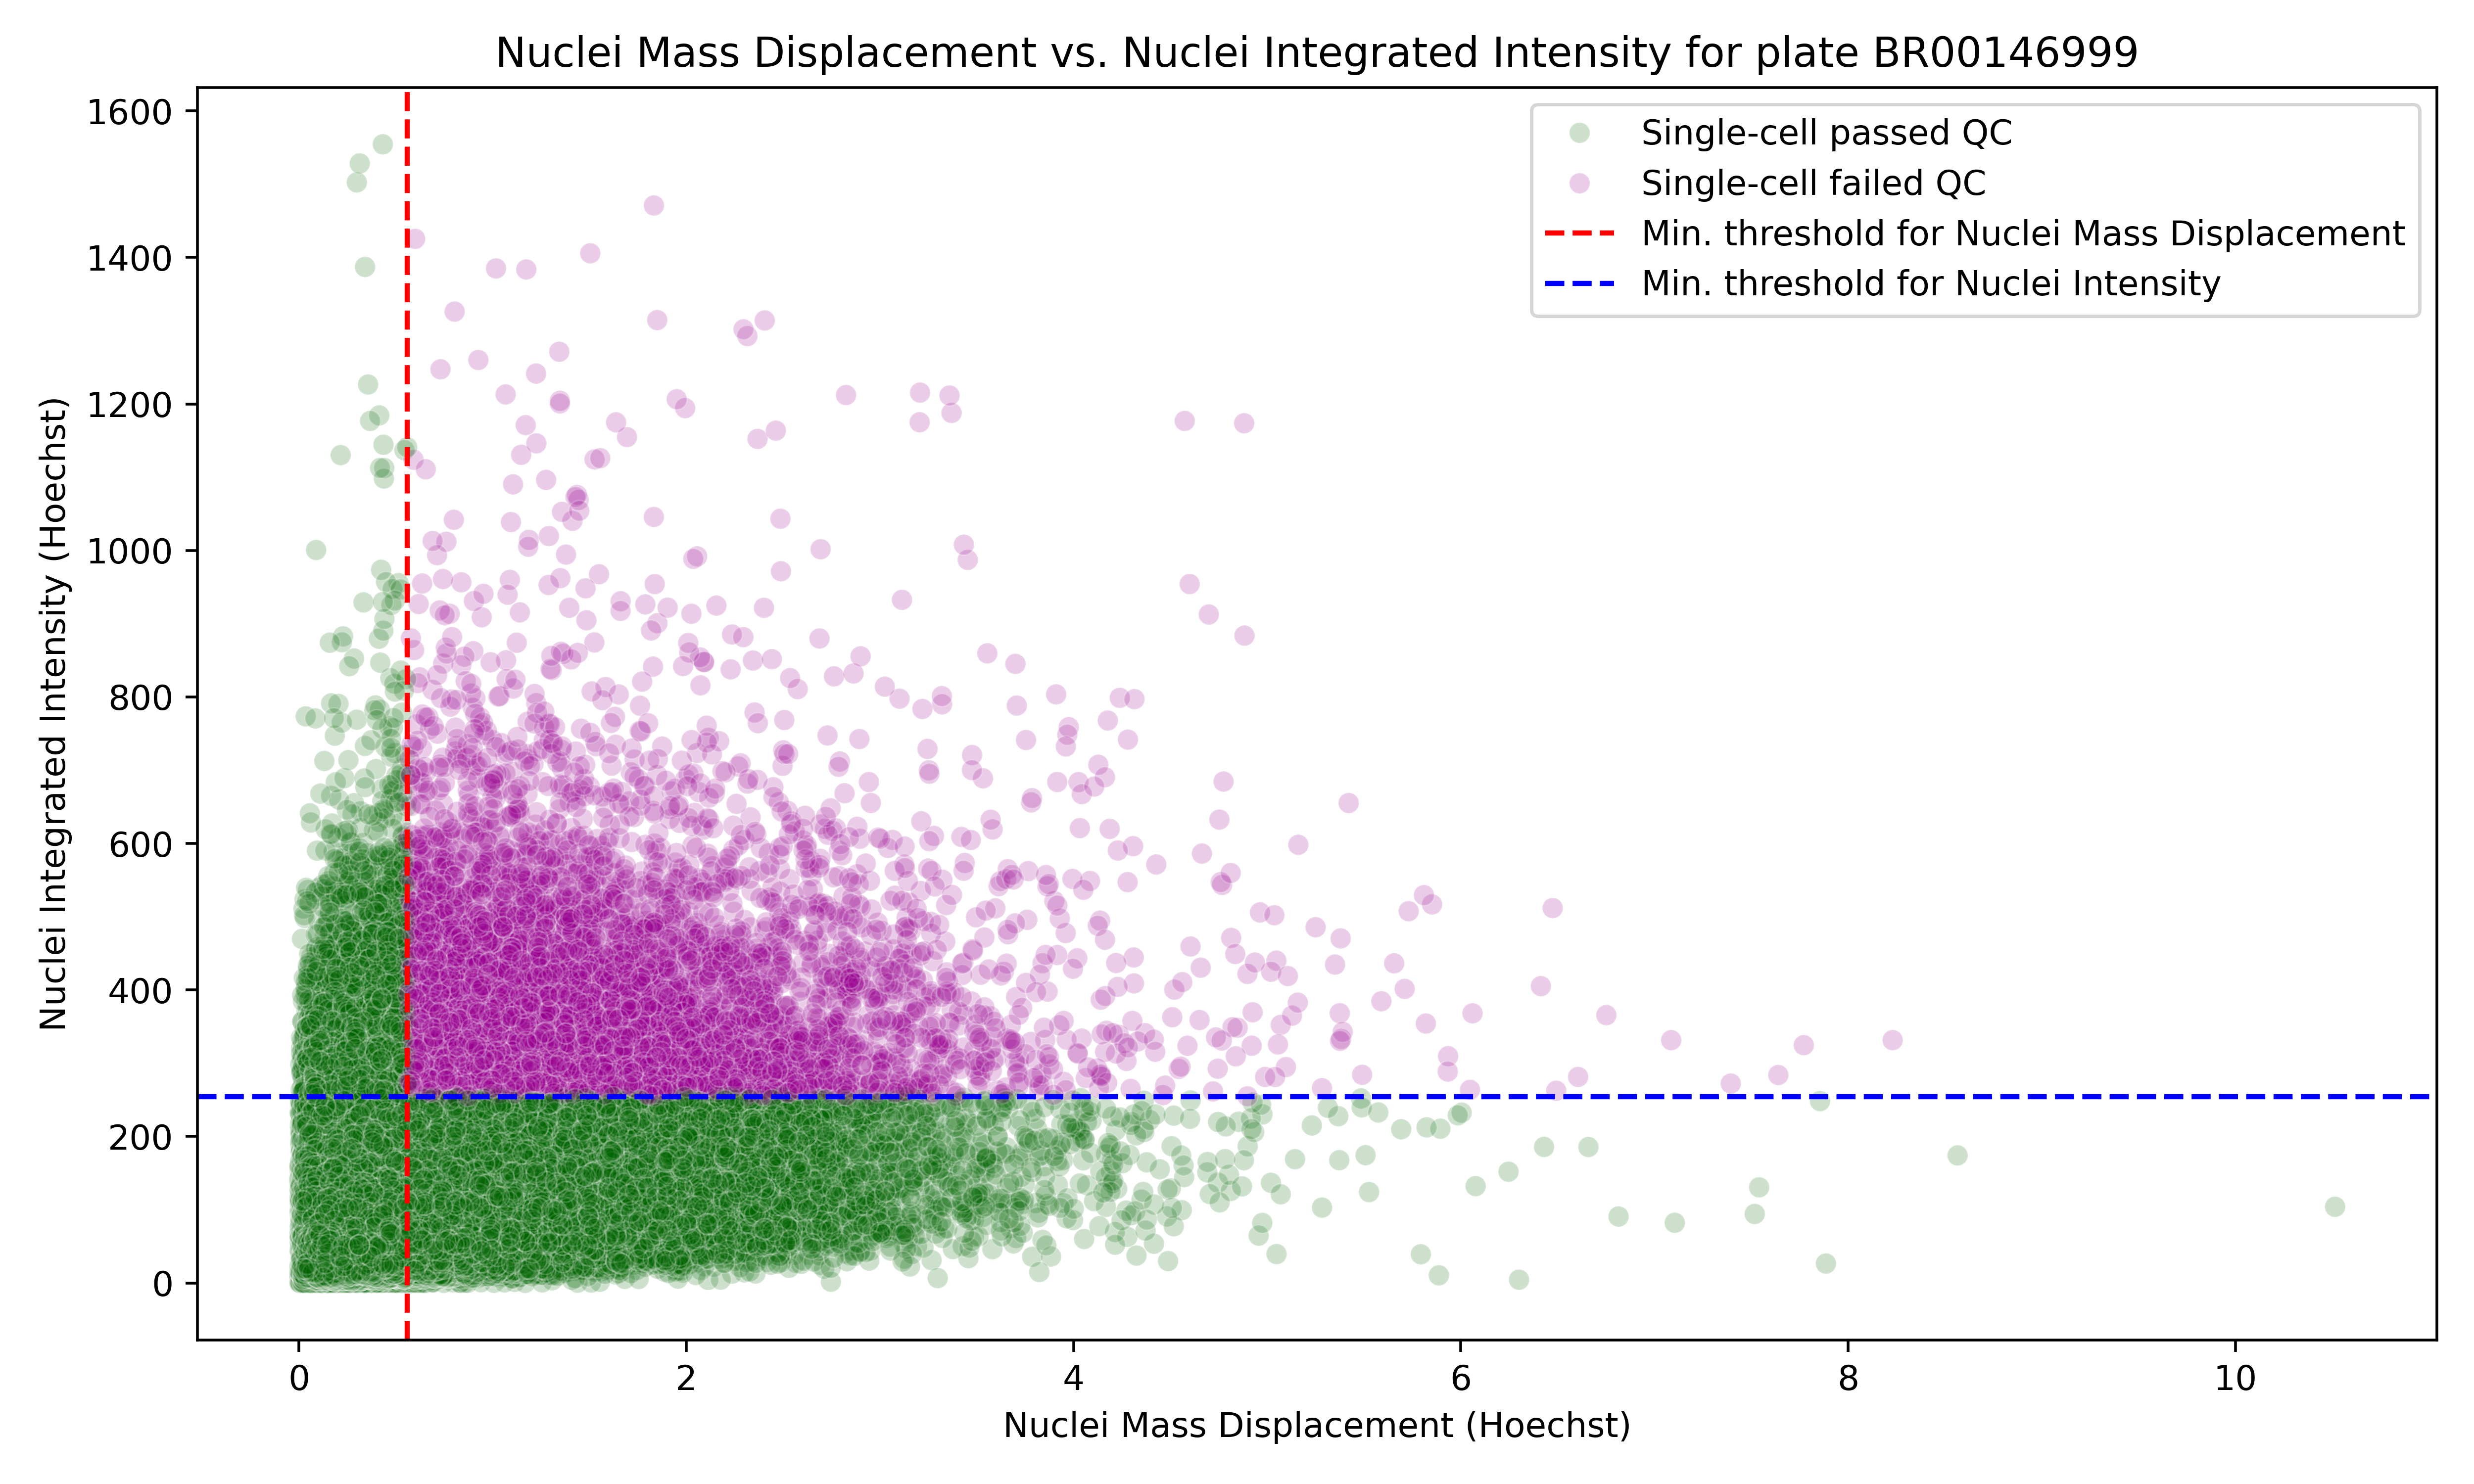 Nuclei Mass Displacement vs. Nuclei Integrated Intensity for plate BR00146999
Single-cell passed QC
Single-cell failed QC
Min. threshold for Nuclei Mass Displacement
Min. threshold for Nuclei Intensity
Nuclei Integrated Intensity (Hoechst)
1600
1400
1200
1000
800
600
400
200
0
0
2
4
6
8
10
Nuclei Mass Displacement (Hoechst)